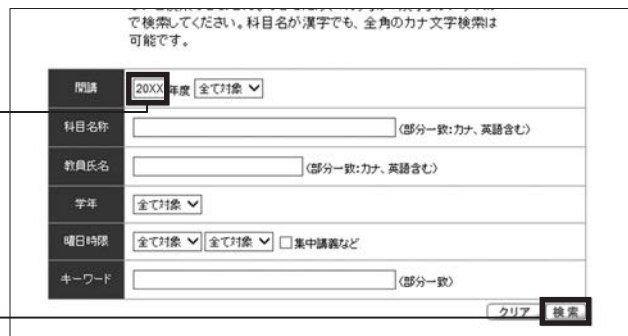 で検索してください。科目名が漢字でも、全角のカナ文字検索は
可能です。
開講 20XX 年度 全て対象
科目名称 (部分一致:カナ、英語含む)
教員氏名 (部分一致:カナ、英語含む)
学年 全て対象
曜日時限 全て対象 全て対象 集中講義など
キーワード (部分一致)
クリア 検索